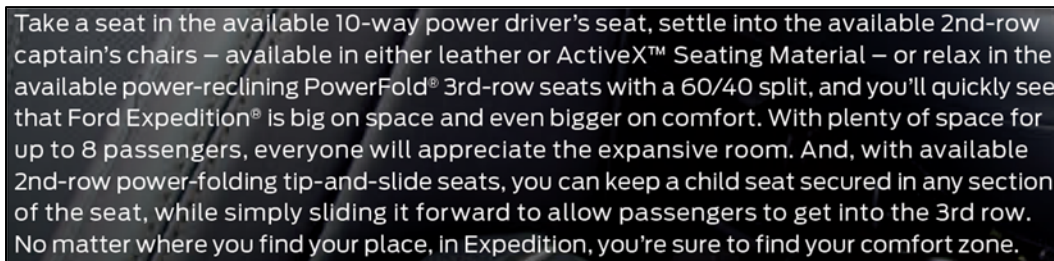 Take a seat in the available 10-way power driver's seat, settle into the available 2nd-row
captain's chairs – available in either leather or ActiveX™ Seating Material – or relax in the
available power-reclining PowerFold® 3rd-row seats with a 60/40 split, and you'll quickly see
that Ford Expedition® is big on space and even bigger on comfort. With plenty of space for
up to 8 passengers, everyone will appreciate the expansive room. And, with available
2nd-row power-folding tip-and-slide seats, you can keep a child seat secured in any section
of the seat, while simply sliding it forward to allow passengers to get into the 3rd row.
No matter where you find your place, in Expedition, you're sure to find your comfort zone.